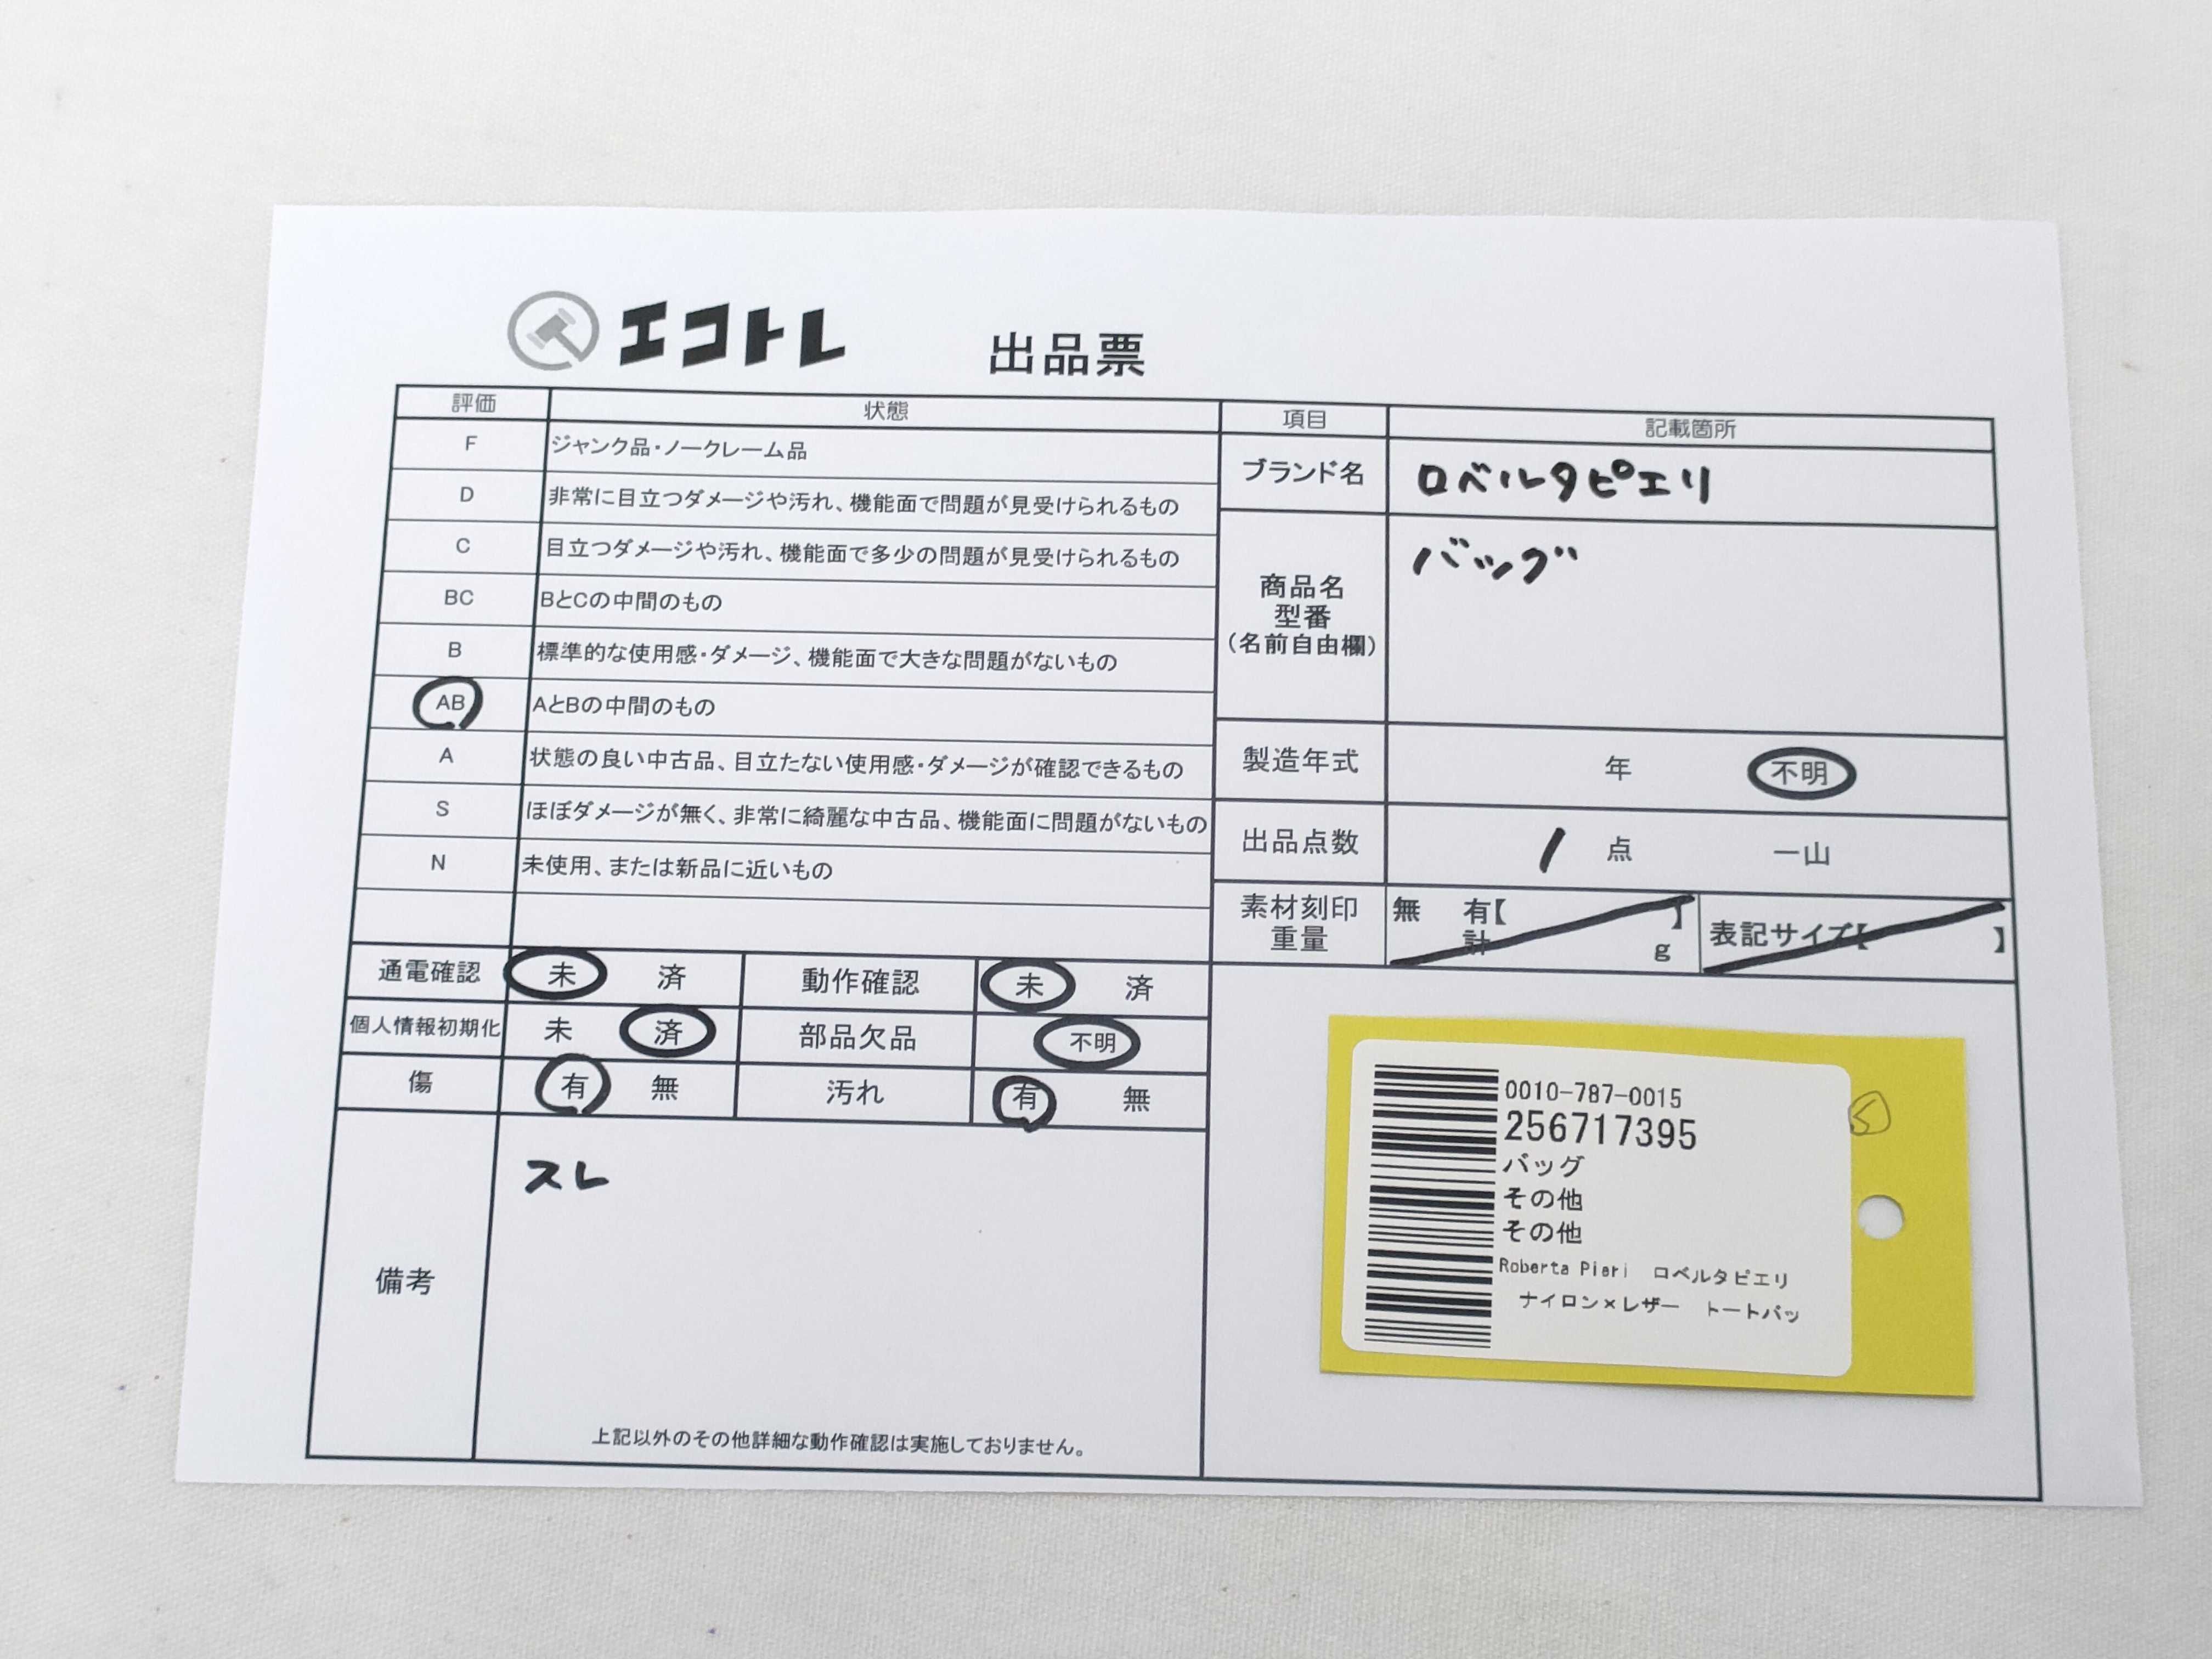 エコトレ 出品票
評価 状態
F ジャンク品・ノークレーム品
D 非常に目立つダメージや汚れ、機能面で問題が見受けられるもの
C 目立つダメージや汚れ、機能面で多少の問題が見受けられるもの
BC BとCの中間のもの
B 標準的な使用感・ダメージ、機能面で大きな問題がないもの
AB AとBの中間のもの
A 状態の良い中古品、目立たない使用感・ダメージが確認できるもの
S ほぼダメージが無く、非常に綺麗な中古品、機能面に問題がないもの
N 未使用、または新品に近いもの
通電確認 未 済 動作確認 未 済
個人情報初期化 未 済 部品欠品 不明
傷 有 無 汚れ 有 無
備考 スレ
上記以外のその他詳細な動作確認は実施しておりません。
項目 記載箇所
ブランド名 ロベルタピエリ
商品名 バッグ
型番
(名前自由欄)
製造年式 年 不明
出品点数 1 点 一山
素材刻印 無 有【 】 表記サイズ【 】
重量 計 g
0010-787-0015
256717395
バッグ
その他
その他
Roberta Pieri ロベルタピエリ
ナイロン×レザー トートバッ